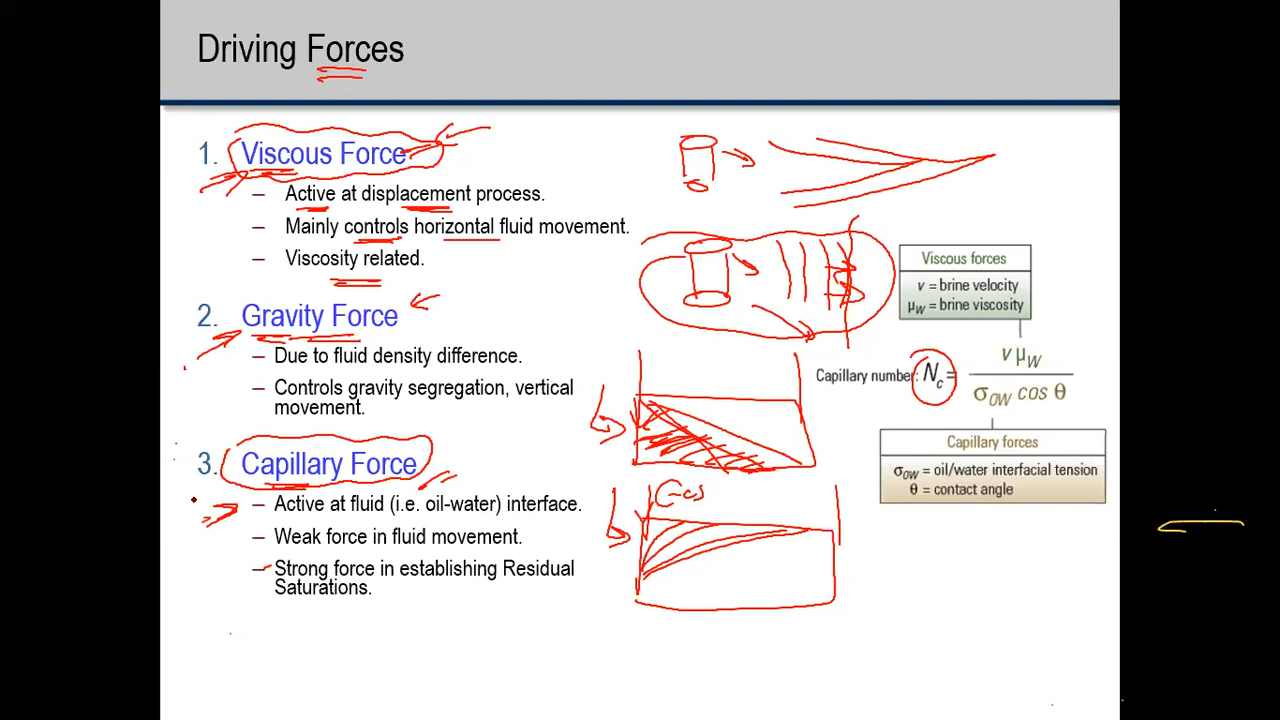 Driving Forces
1. Viscous Force
– Active at displacement process.
– Mainly controls horizontal fluid movement.
– Viscosity related.
2. Gravity Force
– Due to fluid density difference.
– Controls gravity segregation, vertical
movement.
3. Capillary Force
– Active at fluid (i.e. oil-water) interface.
– Weak force in fluid movement.
– Strong force in establishing Residual
Saturations.
Gas
Viscous forces
v = brine velocity
μW = brine viscosity
Capillary number: Nc = v μW / σOW cos θ
Capillary forces
σOW = oil/water interfacial tension
θ = contact angle